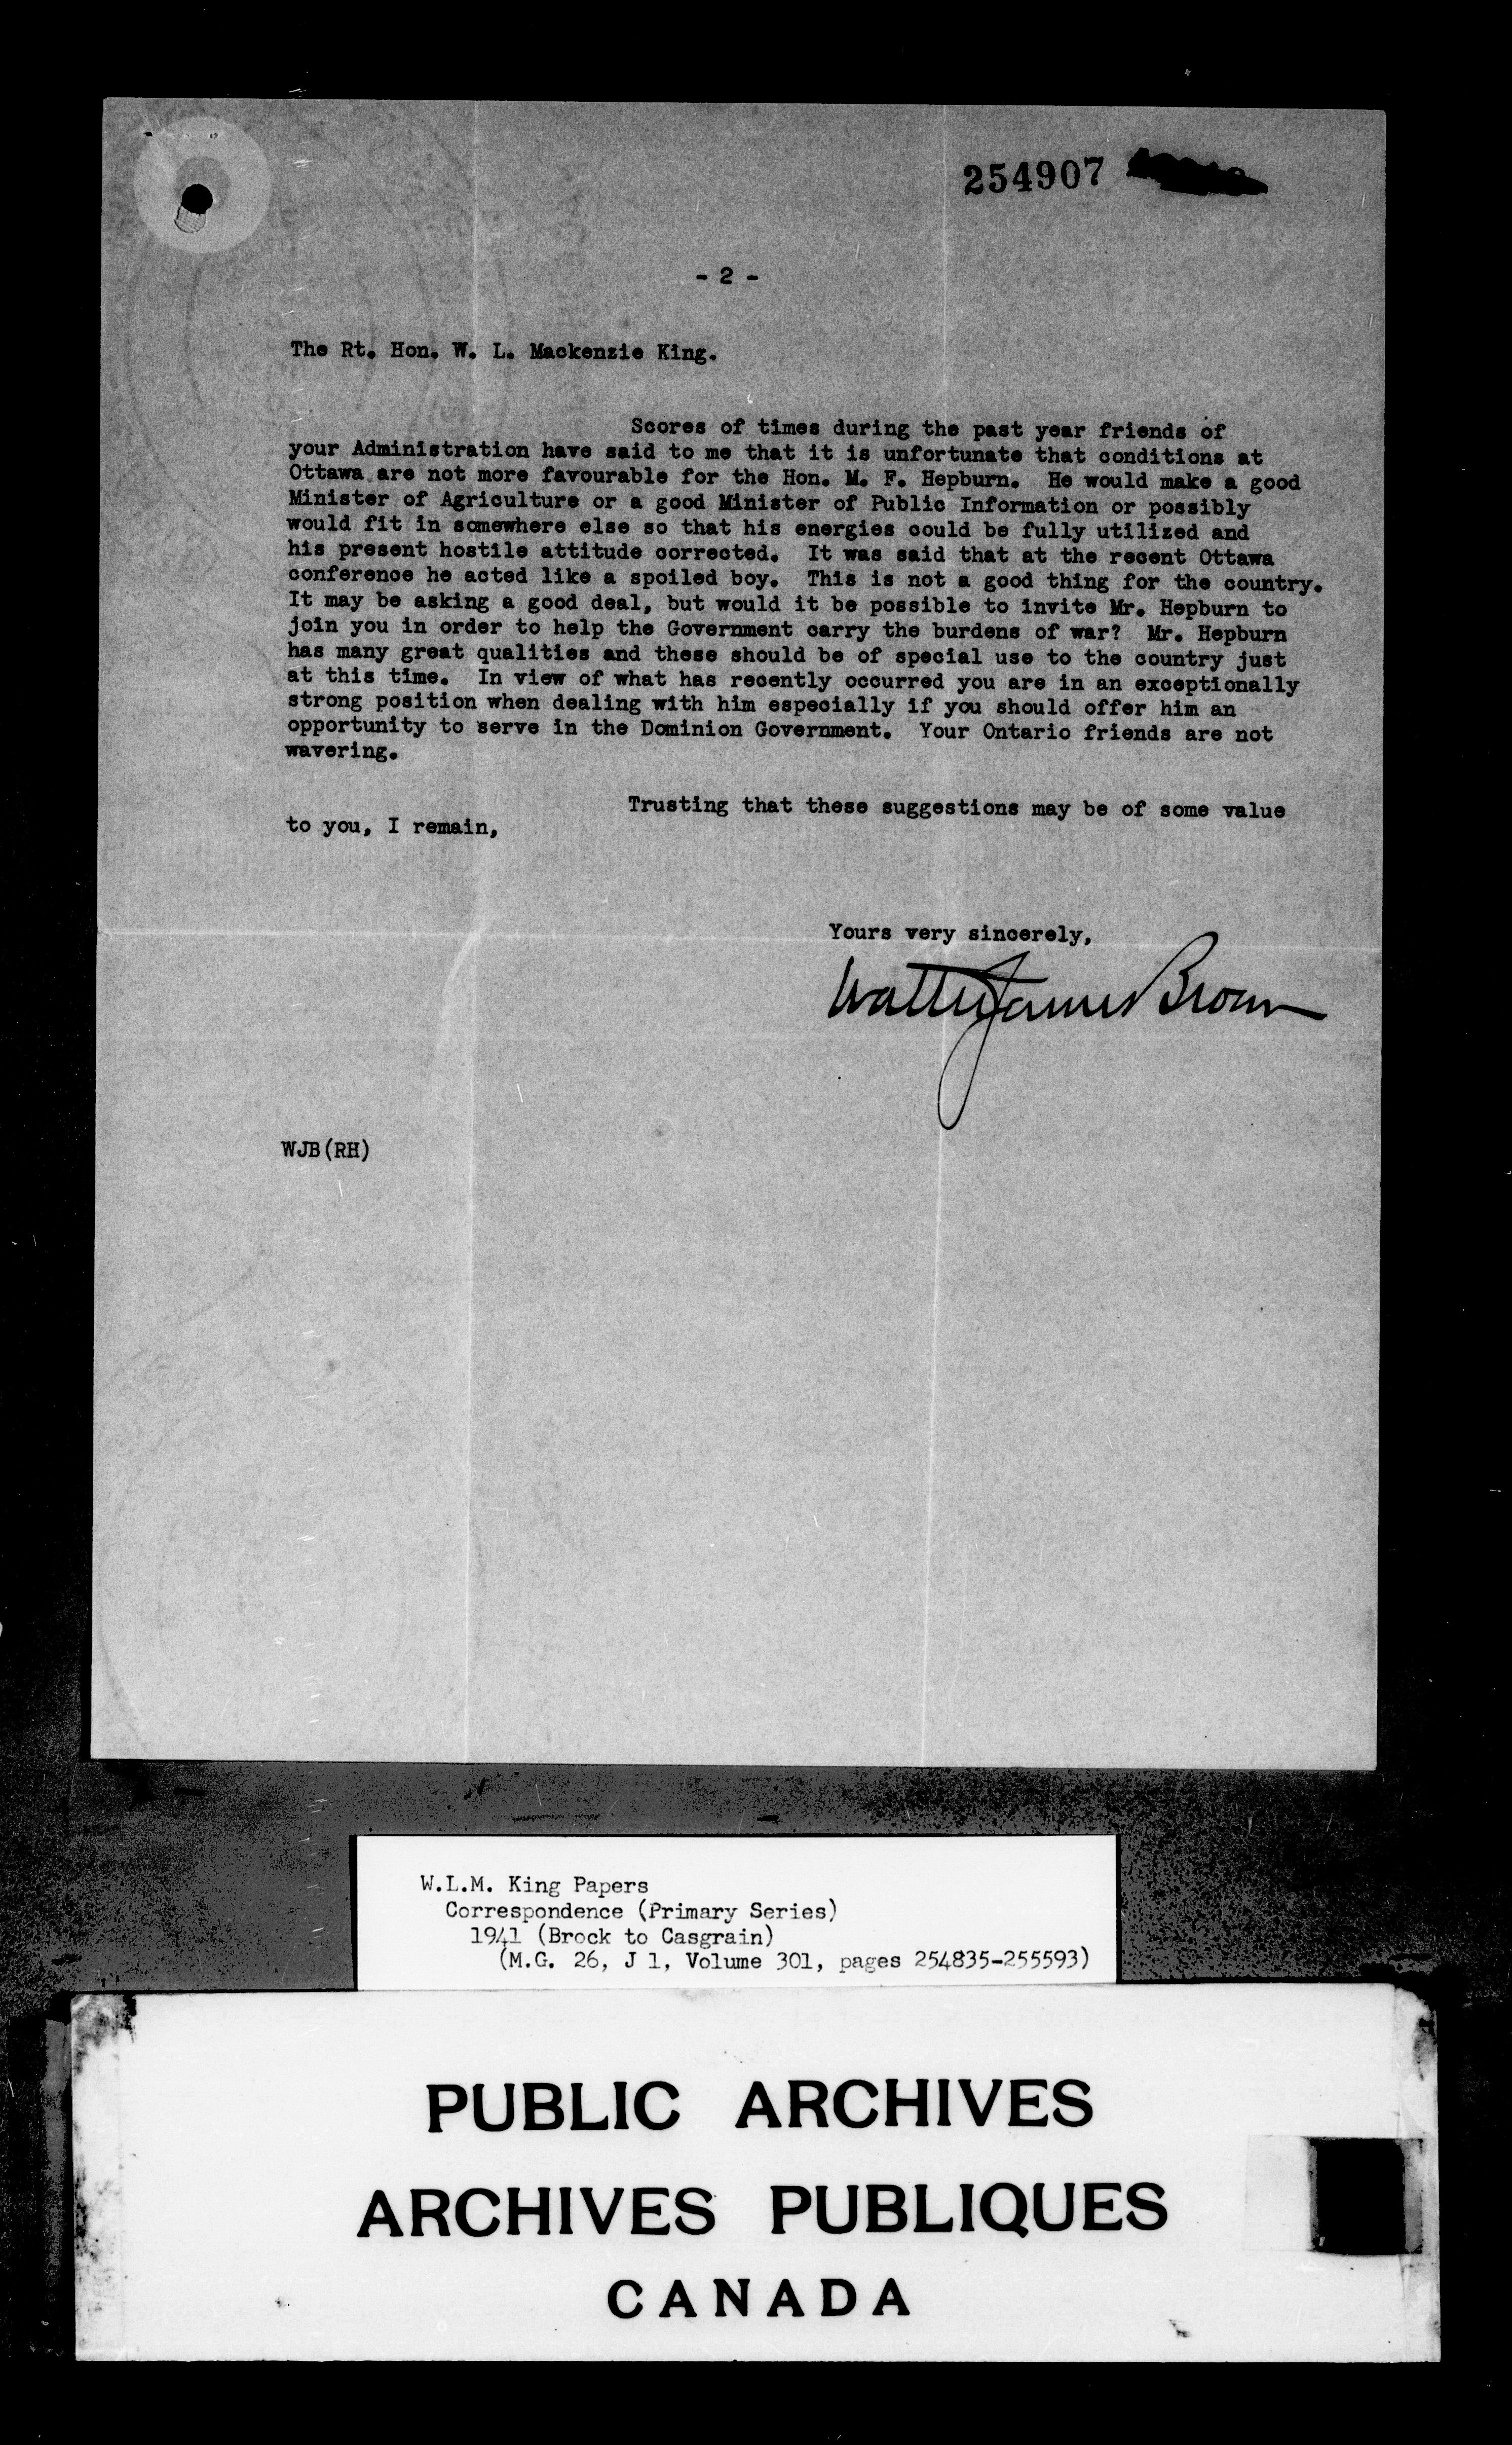 254907
- 2 -
The Rt. Hon. W. L. Mackenzie King.
Scores of times during the past year friends of
your Administration have said to me that it is unfortunate that conditions at
Ottawa are not more favourable for the Hon. M. F. Hepburn. He would make a good
Minister of Agriculture or a good Minister of Public Information or possibly
would fit in somewhere else so that his energies could be fully utilized and
his present hostile attitude corrected. It was said that at the recent Ottawa
conference he acted like a spoiled boy. This is not a good thing for the country.
It may be asking a good deal, but would it be possible to invite Mr. Hepburn to
join you in order to help the Government carry the burdens of war? Mr. Hepburn
has many great qualities and these should be of special use to the country just
at this time. In view of what has recently occurred you are in an exceptionally
strong position when dealing with him especially if you should offer him an
opportunity to serve in the Dominion Government. Your Ontario friends are not
wavering.
Trusting that these suggestions may be of some value
to you, I remain,
Yours very sincerely,
Walter James Brown
WJB(RH)
W.L.M. King Papers
Correspondence (Primary Series)
1941 (Brock to Casgrain)
(M.G. 26, J 1, Volume 301, pages 254835-255593)
PUBLIC ARCHIVES
ARCHIVES PUBLIQUES
CANADA